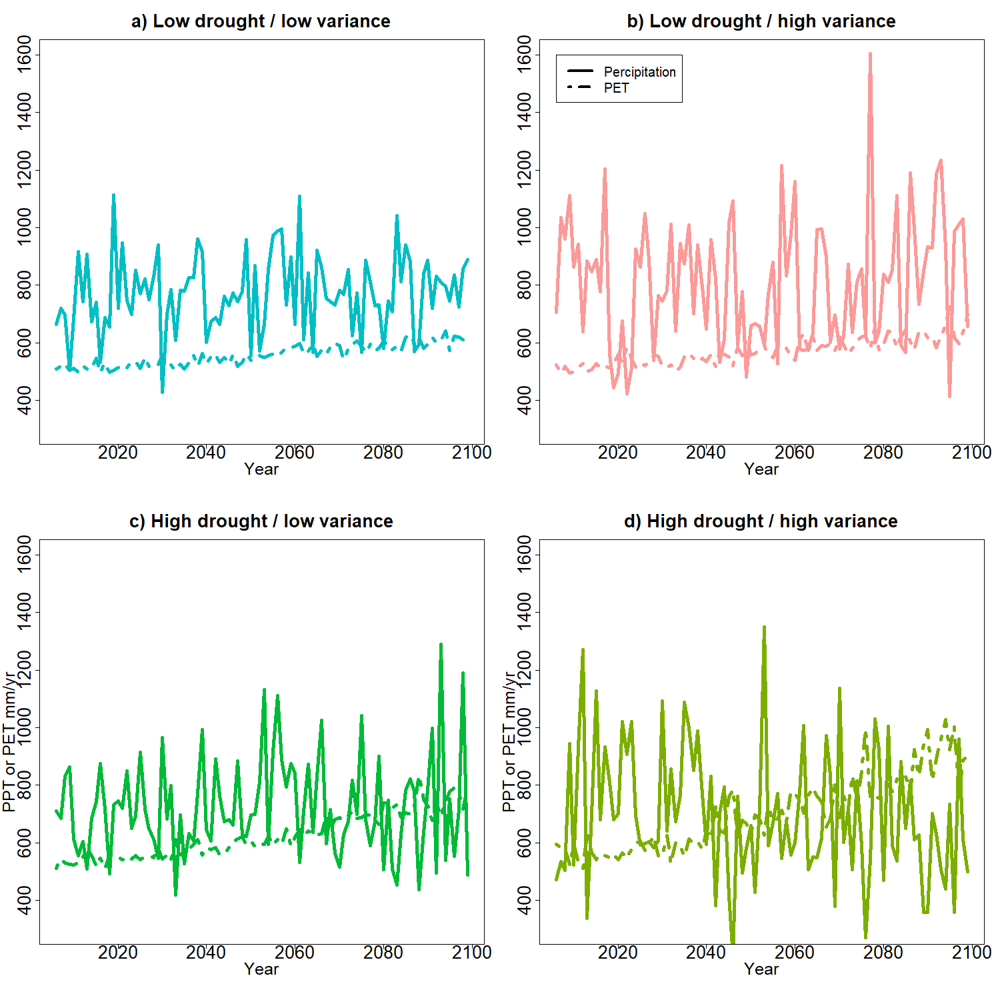 a) Low drought / low variance
1600
1400
1200
1000
800
600
400
2020 2040 2060 2080 2100
Year
b) Low drought / high variance
1600
1400
1200
1000
800
600
400
Percipitation
PET
2020 2040 2060 2080 2100
Year
c) High drought / low variance
PPT or PET mm/yr
1600
1400
1200
1000
800
600
400
2020 2040 2060 2080 2100
Year
d) High drought / high variance
PPT or PET mm/yr
1600
1400
1200
1000
800
600
400
2020 2040 2060 2080 2100
Year